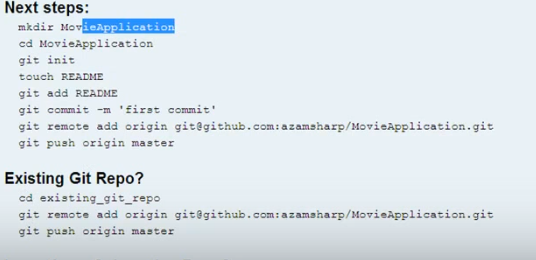 Next steps:
mkdir MovieApplication
cd MovieApplication
git init
touch README
git add README
git commit -m 'first commit'
git remote add origin git@github.com:azamsharp/MovieApplication.git
git push origin master
Existing Git Repo?
cd existing_git_repo
git remote add origin git@github.com:azamsharp/MovieApplication.git
git push origin master